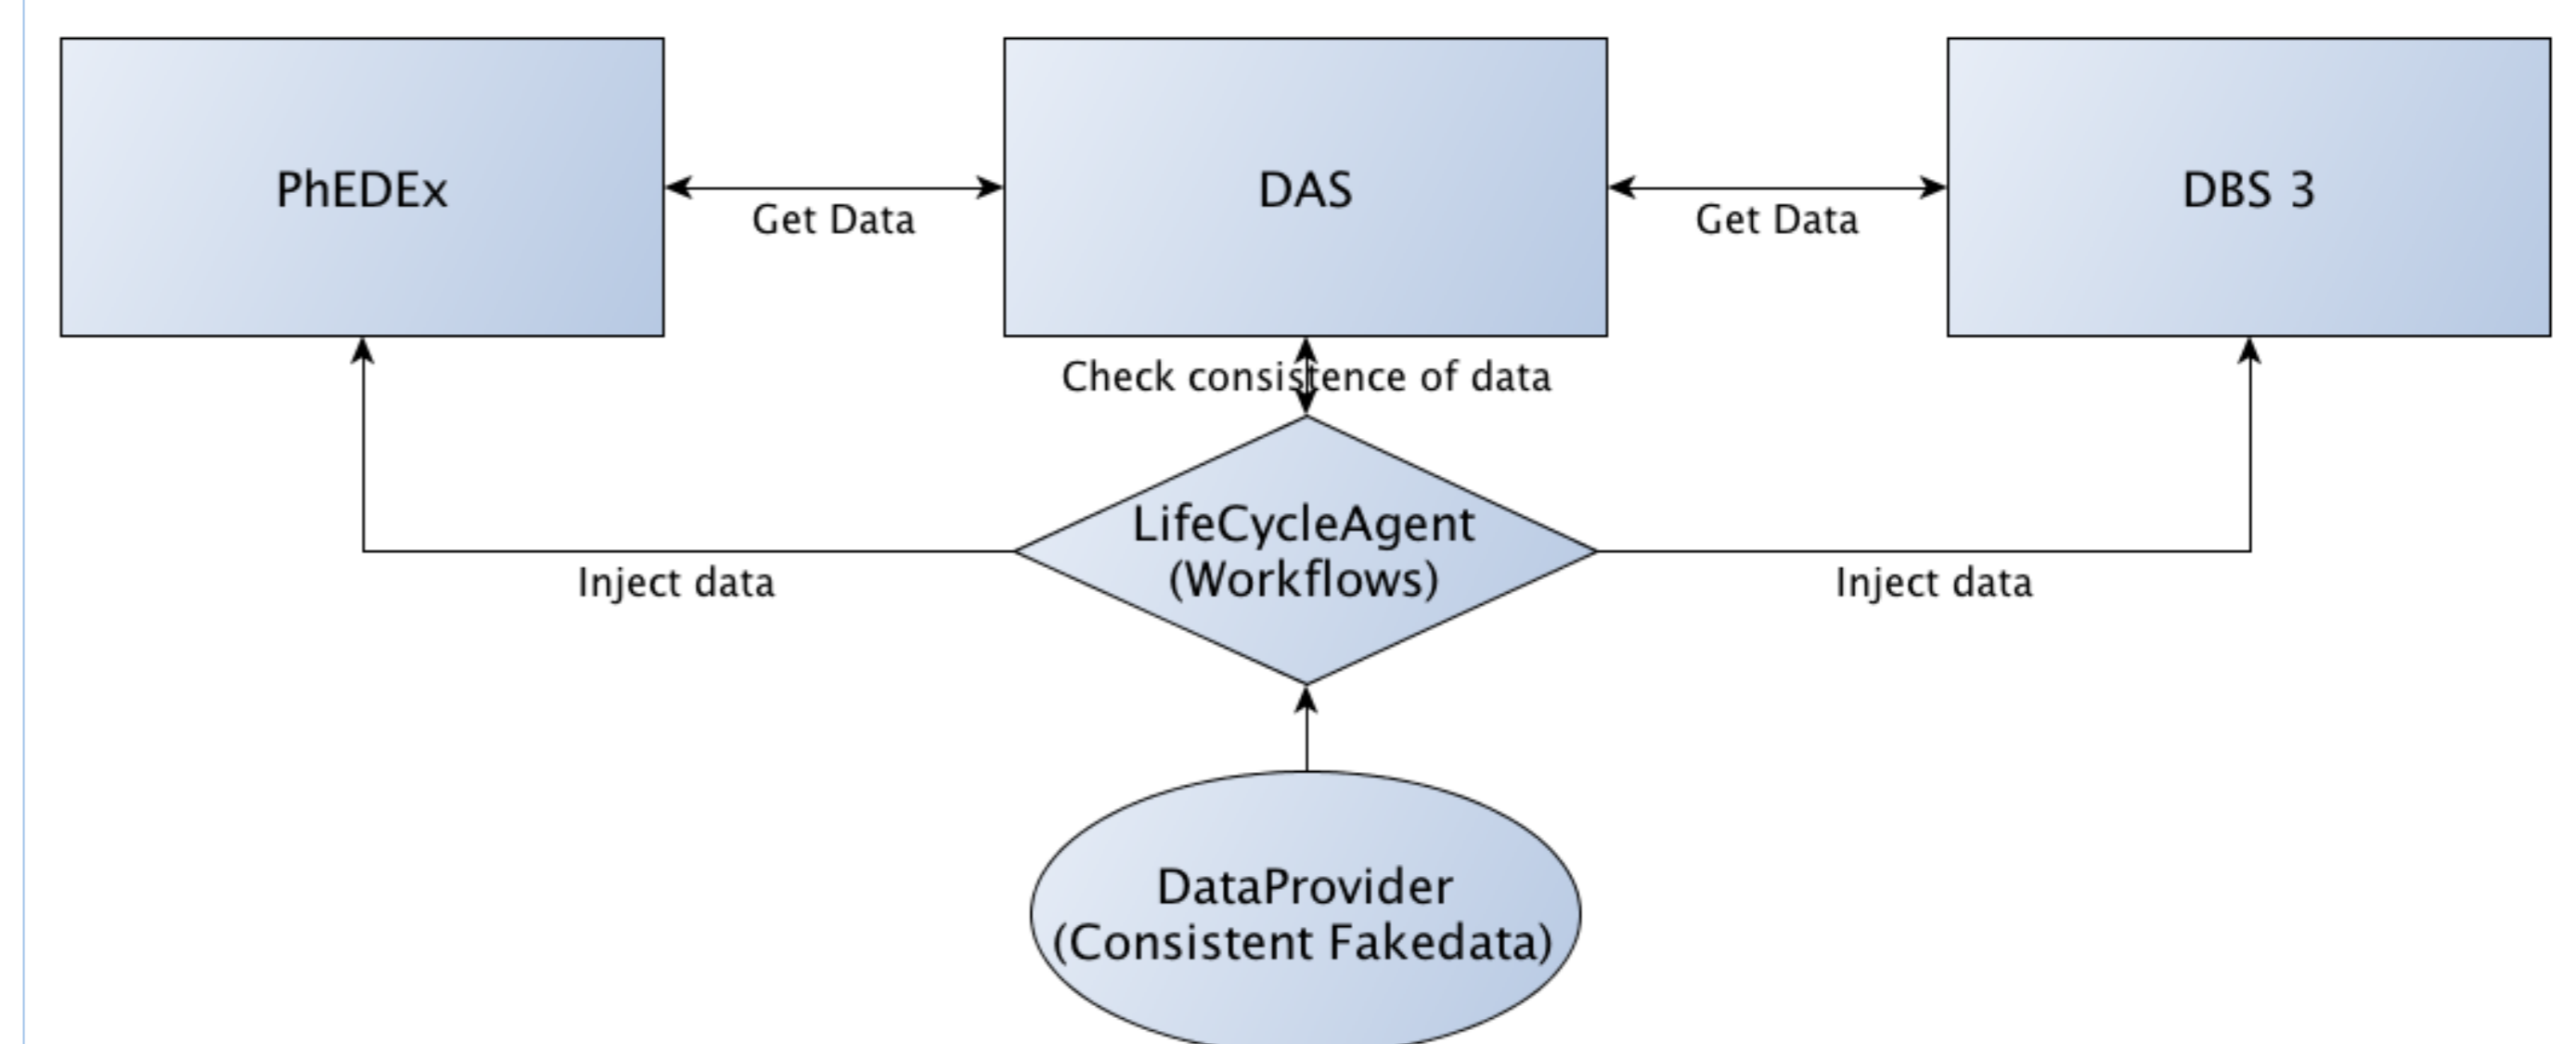 PhEDEx
DAS
DBS 3
Get Data
Get Data
Check consistence of data
LifeCycleAgent
(Workflows)
Inject data
Inject data
DataProvider
(Consistent Fakedata)